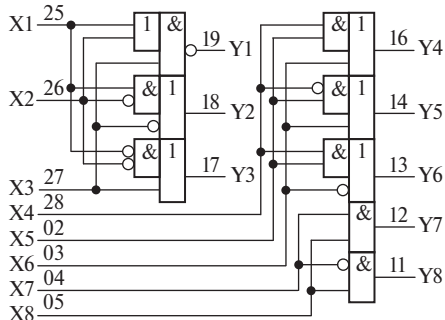 X1 25 1 & 19 Y1
X2 26 & 1 18 Y2
& 1 17 Y3
X3 27
X4 28
X5 02
X6 03
X7 04
X8 05
& 1 16 Y4
& 1 14 Y5
& 1 13 Y6
& 12 Y7
& 11 Y8